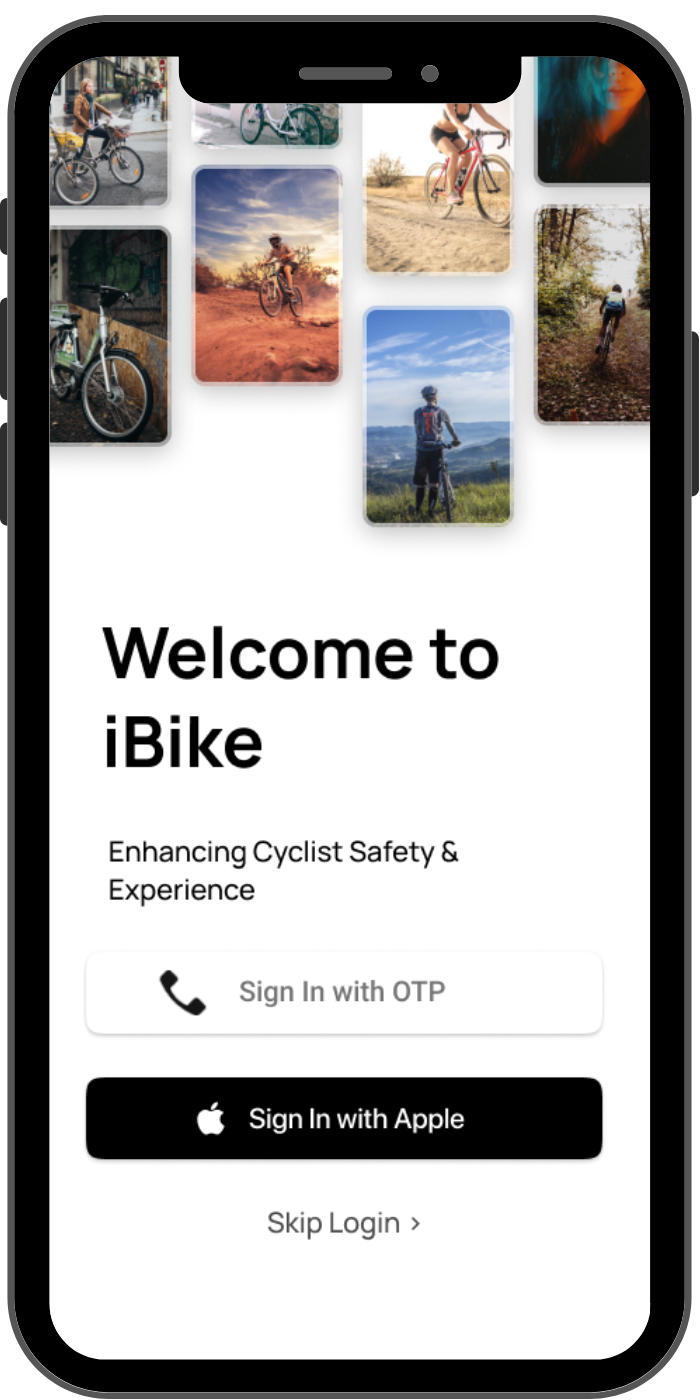 Welcome to
iBike
Enhancing Cyclist Safety &
Experience
Sign In with OTP
Sign In with Apple
Skip Login ›